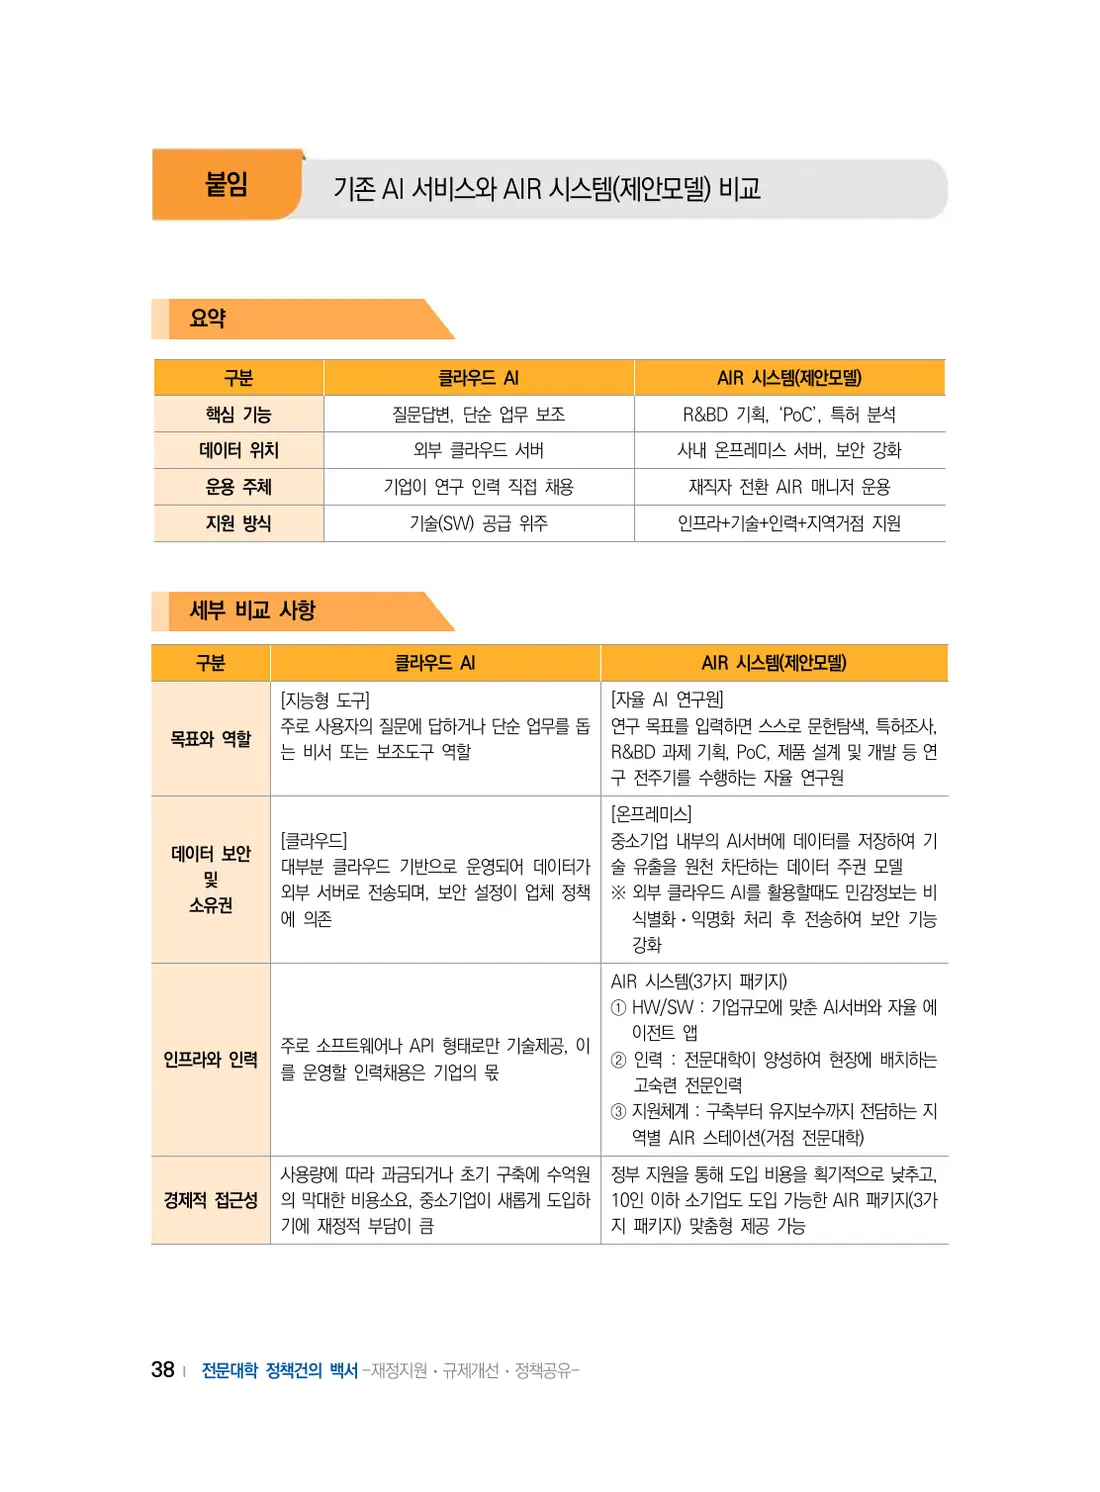 붙임
기존 AI 서비스와 AIR 시스템(제안모델) 비교
요약
구분 클라우드 AI AIR 시스템(제안모델)
핵심 기능 질문답변, 단순 업무 보조 R&BD 기획, ‘PoC’, 특허 분석
데이터 위치 외부 클라우드 서버 사내 온프레미스 서버, 보안 강화
운용 주체 기업이 연구 인력 직접 채용 재직자 전환 AIR 매니저 운용
지원 방식 기술(SW) 공급 위주 인프라+기술+인력+지역거점 지원
세부 비교 사항
구분 클라우드 AI AIR 시스템(제안모델)
목표와 역할
[지능형 도구]
주로 사용자의 질문에 답하거나 단순 업무를 돕
는 비서 또는 보조도구 역할
[자율 AI 연구원]
연구 목표를 입력하면 스스로 문헌탐색, 특허조사,
R&BD 과제 기획, PoC, 제품 설계 및 개발 등 연
구 전주기를 수행하는 자율 연구원
데이터 보안
및
소유권
[클라우드]
대부분 클라우드 기반으로 운영되어 데이터가
외부 서버로 전송되며, 보안 설정이 업체 정책
에 의존
[온프레미스]
중소기업 내부의 AI서버에 데이터를 저장하여 기
술 유출을 원천 차단하는 데이터 주권 모델
※ 외부 클라우드 AI를 활용할때도 민감정보는 비
식별화·익명화 처리 후 전송하여 보안 기능
강화
인프라와 인력
주로 소프트웨어나 API 형태로만 기술제공, 이
를 운영할 인력채용은 기업의 몫
AIR 시스템(3가지 패키지)
① HW/SW : 기업규모에 맞춘 AI서버와 자율 에
이전트 앱
② 인력 : 전문대학이 양성하여 현장에 배치하는
고숙련 전문인력
③ 지원체계 : 구축부터 유지보수까지 전담하는 지
역별 AIR 스테이션(거점 전문대학)
경제적 접근성
사용량에 따라 과금되거나 초기 구축에 수억원
의 막대한 비용소요, 중소기업이 새롭게 도입하
기에 재정적 부담이 큼
정부 지원을 통해 도입 비용을 획기적으로 낮추고,
10인 이하 소기업도 도입 가능한 AIR 패키지(3가
지 패키지) 맞춤형 제공 가능
38 | 전문대학 정책건의 백서 -재정지원·규제개선·정책공유-